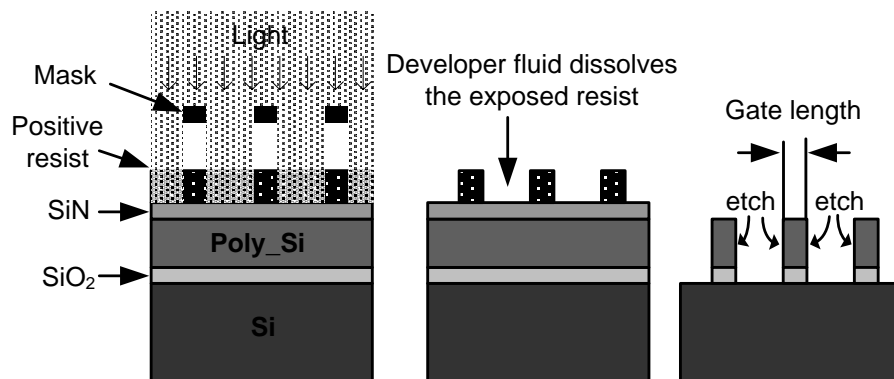 Light
Mask
Positive
resist
SiN
Poly_Si
SiO₂
Si
Developer fluid dissolves
the exposed resist
Gate length
etch etch